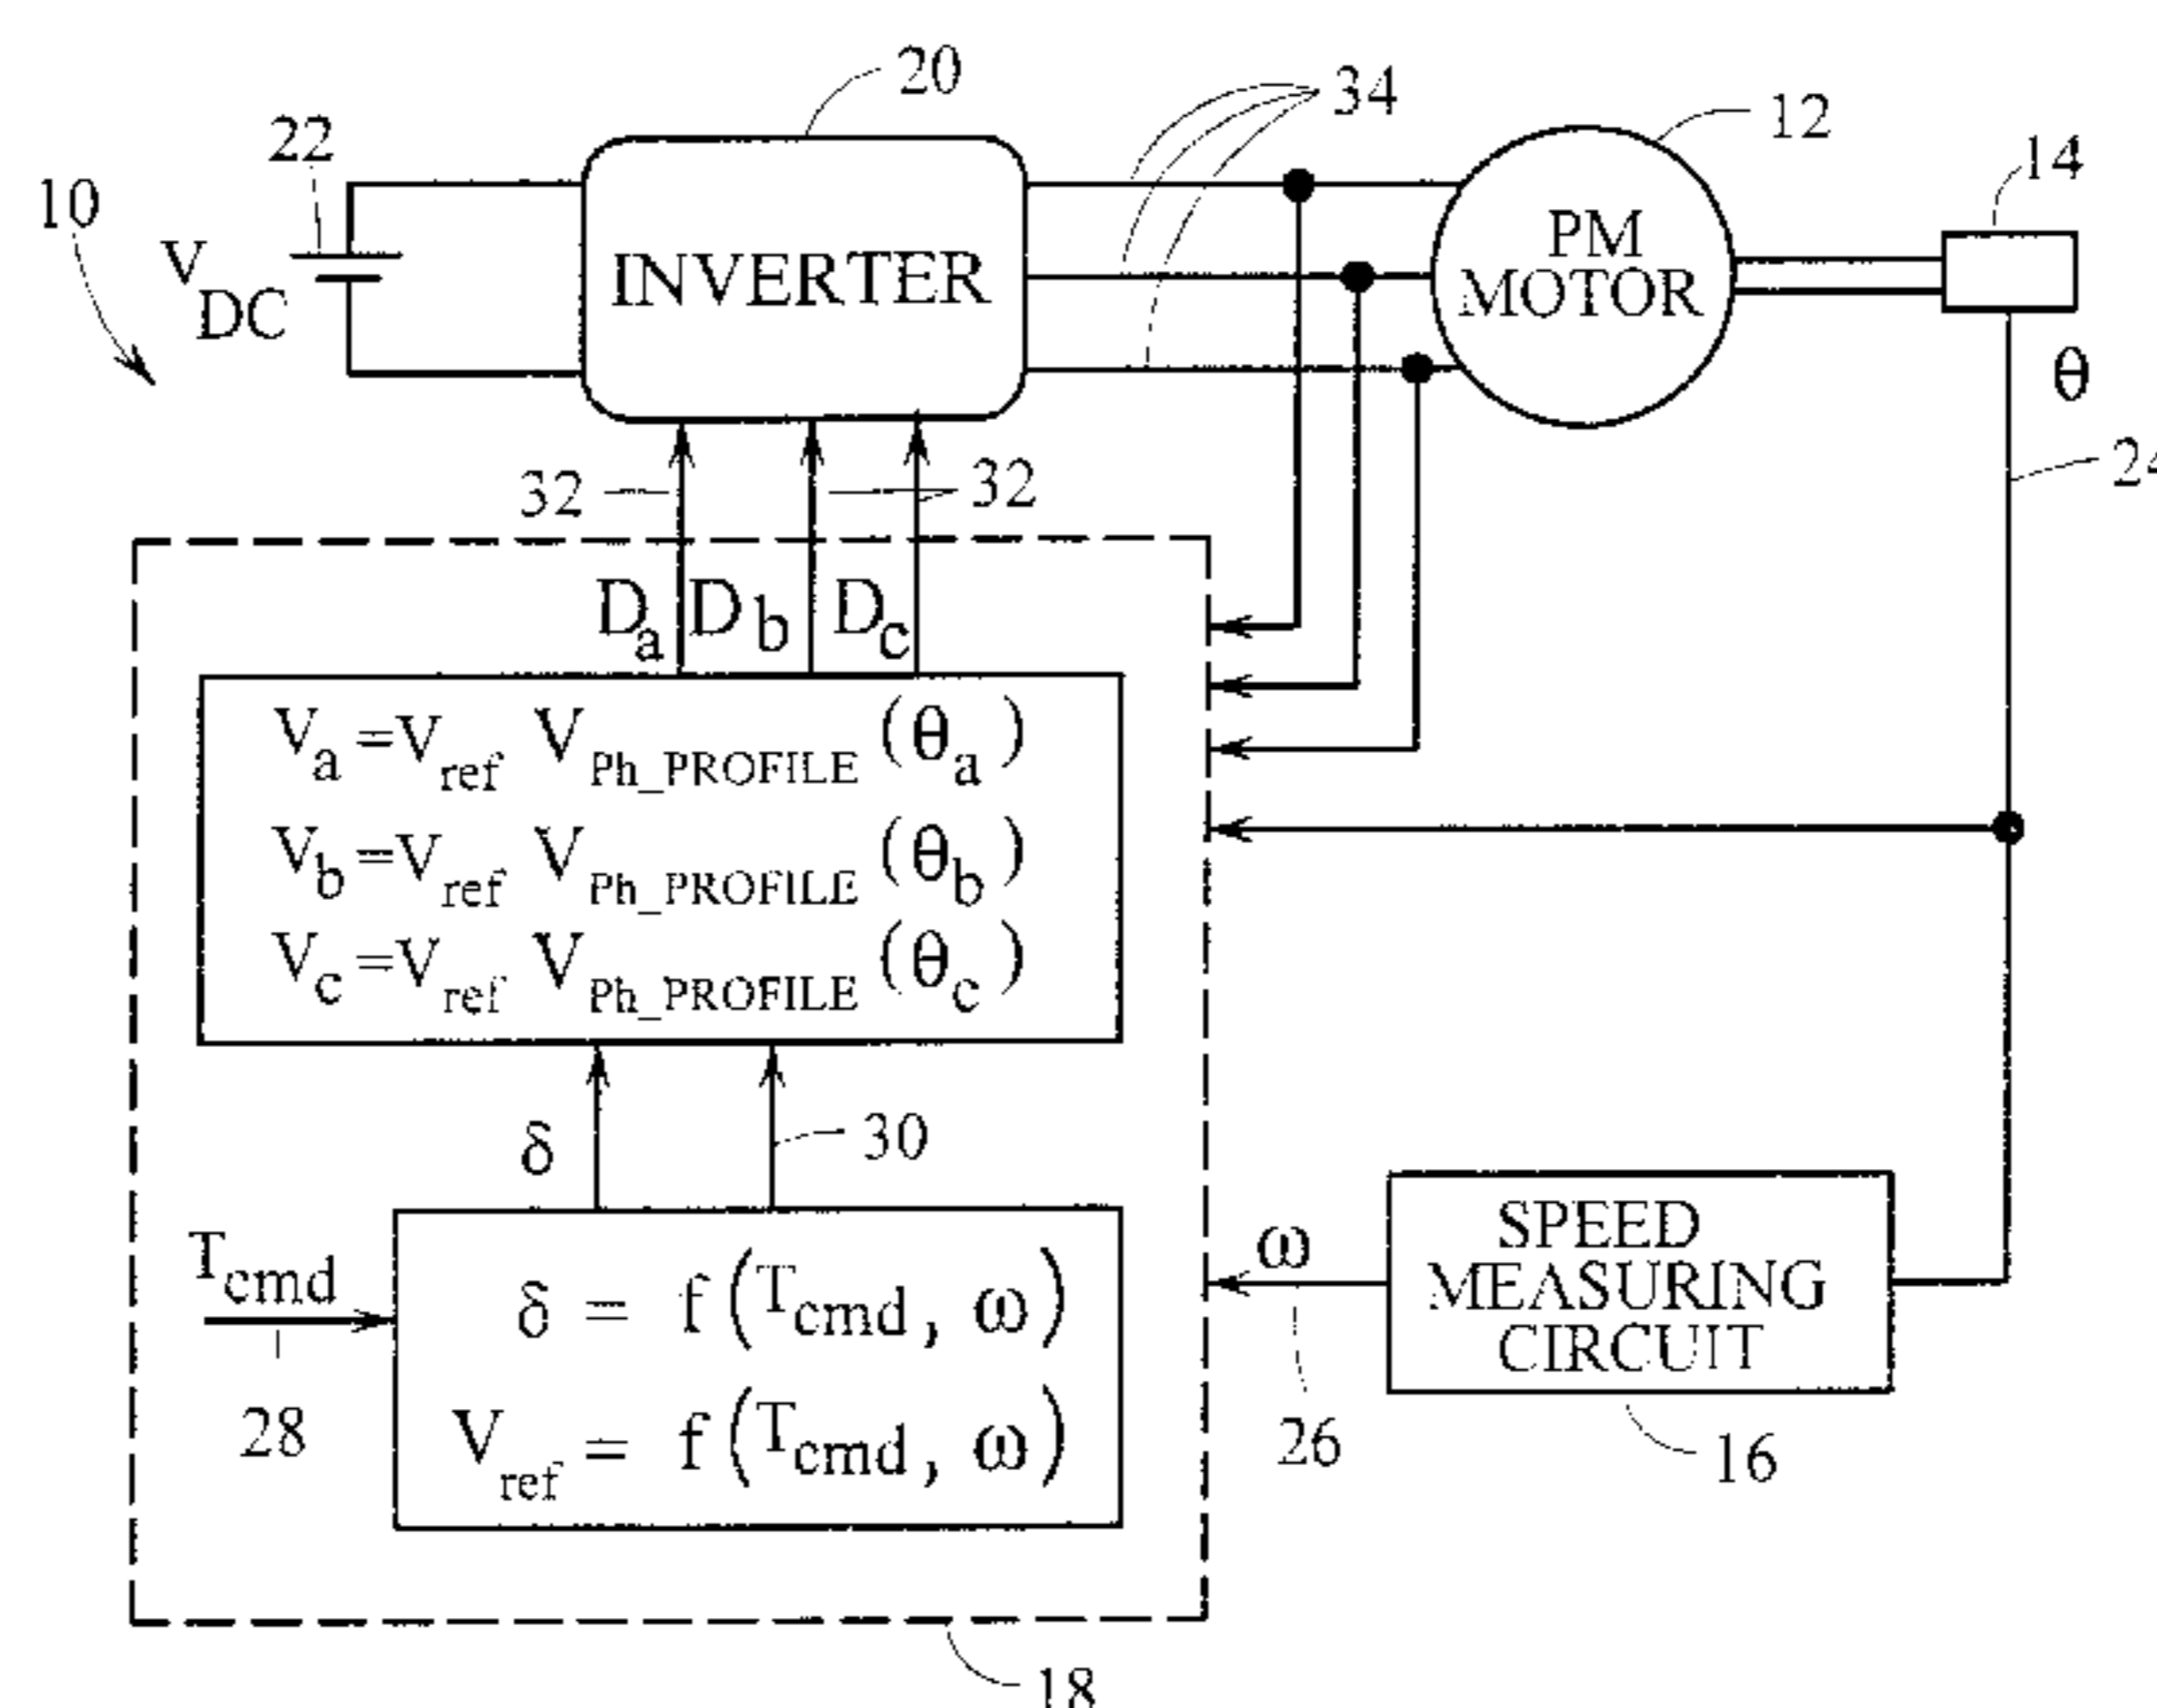 20
34
12
22
14
10
V DC
INVERTER
PM
MOTOR
θ
24
32
32
Da Db Dc
Va =Vref VPh_PROFILE (θa)
Vb =Vref VPh_PROFILE (θb)
Vc =Vref VPh_PROFILE (θc)
δ
30
Tcmd
28
δ = f(Tcmd, ω)
Vref = f(Tcmd, ω)
ω
26
SPEED
MEASURING
CIRCUIT
16
18